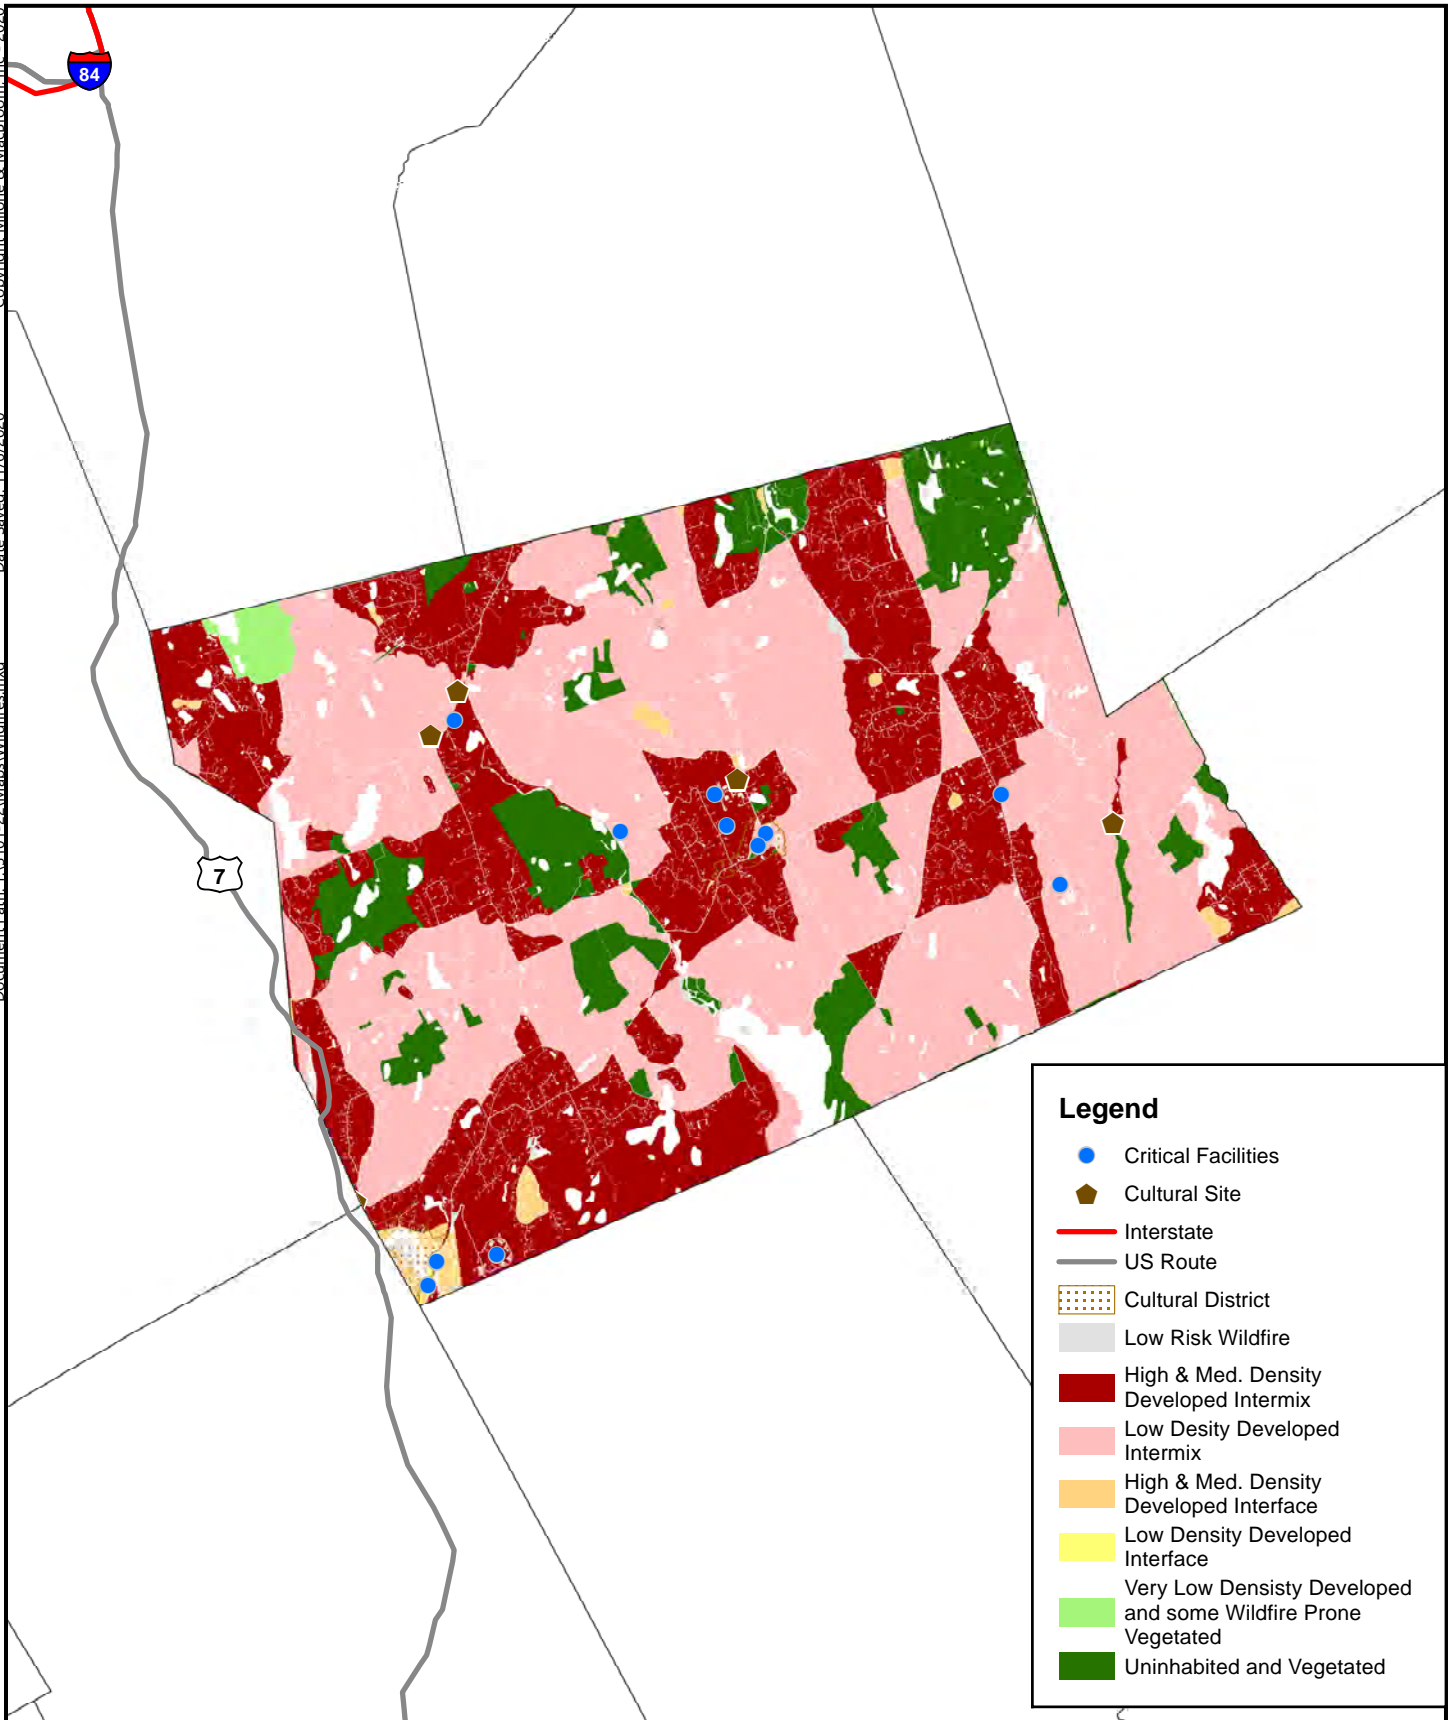 84
7
Legend
Critical Facilities
Cultural Site
Interstate
US Route
Cultural District
Low Risk Wildfire
High & Med. Density
Developed Intermix
Low Desity Developed
Intermix
High & Med. Density
Developed Interface
Low Density Developed
Interface
Very Low Densisty Developed
and some Wildfire Prone
Vegetated
Uninhabited and Vegetated